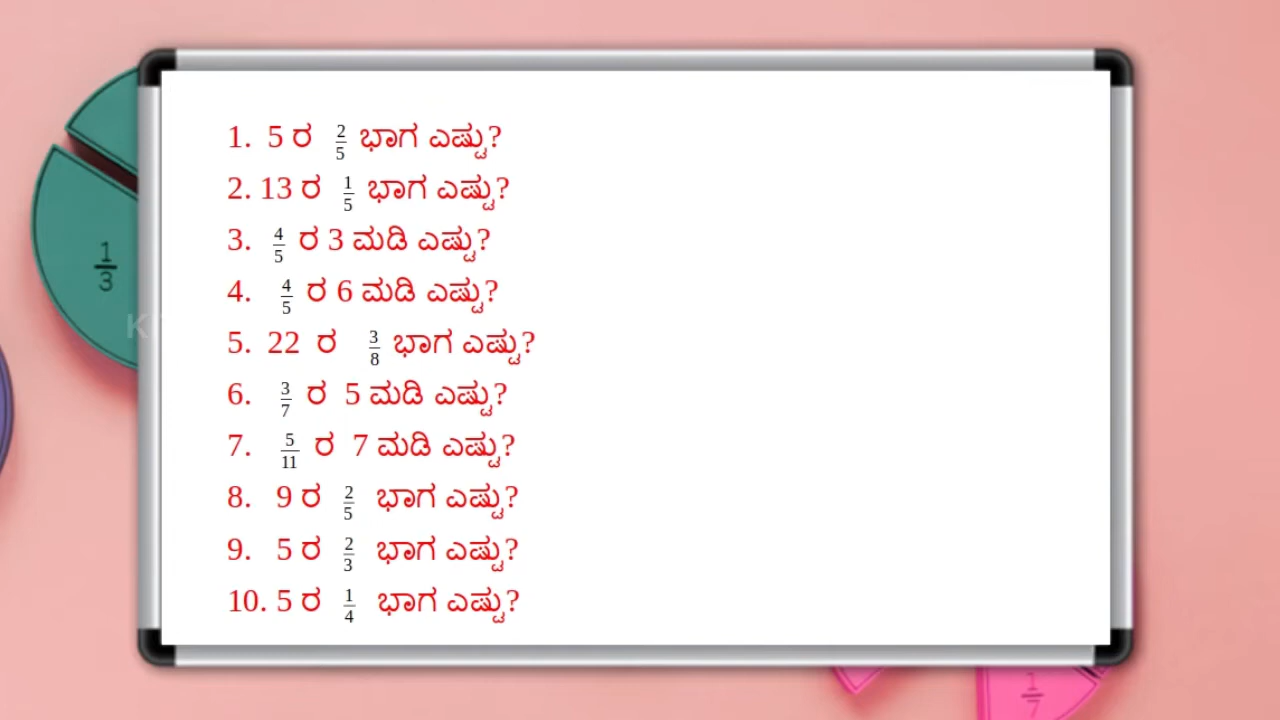 1/3
K
1. 5 ರ 2/5 ಭಾಗ ಎಷ್ಟು?
2. 13 ರ 1/5 ಭಾಗ ಎಷ್ಟು?
3. 4/5 ರ 3 ಮಡಿ ಎಷ್ಟು?
4. 4/5 ರ 6 ಮಡಿ ಎಷ್ಟು?
5. 22 ರ 3/8 ಭಾಗ ಎಷ್ಟು?
6. 3/7 ರ 5 ಮಡಿ ಎಷ್ಟು?
7. 5/11 ರ 7 ಮಡಿ ಎಷ್ಟು?
8. 9 ರ 2/5 ಭಾಗ ಎಷ್ಟು?
9. 5 ರ 2/3 ಭಾಗ ಎಷ್ಟು?
10. 5 ರ 1/4 ಭಾಗ ಎಷ್ಟು?
1/7